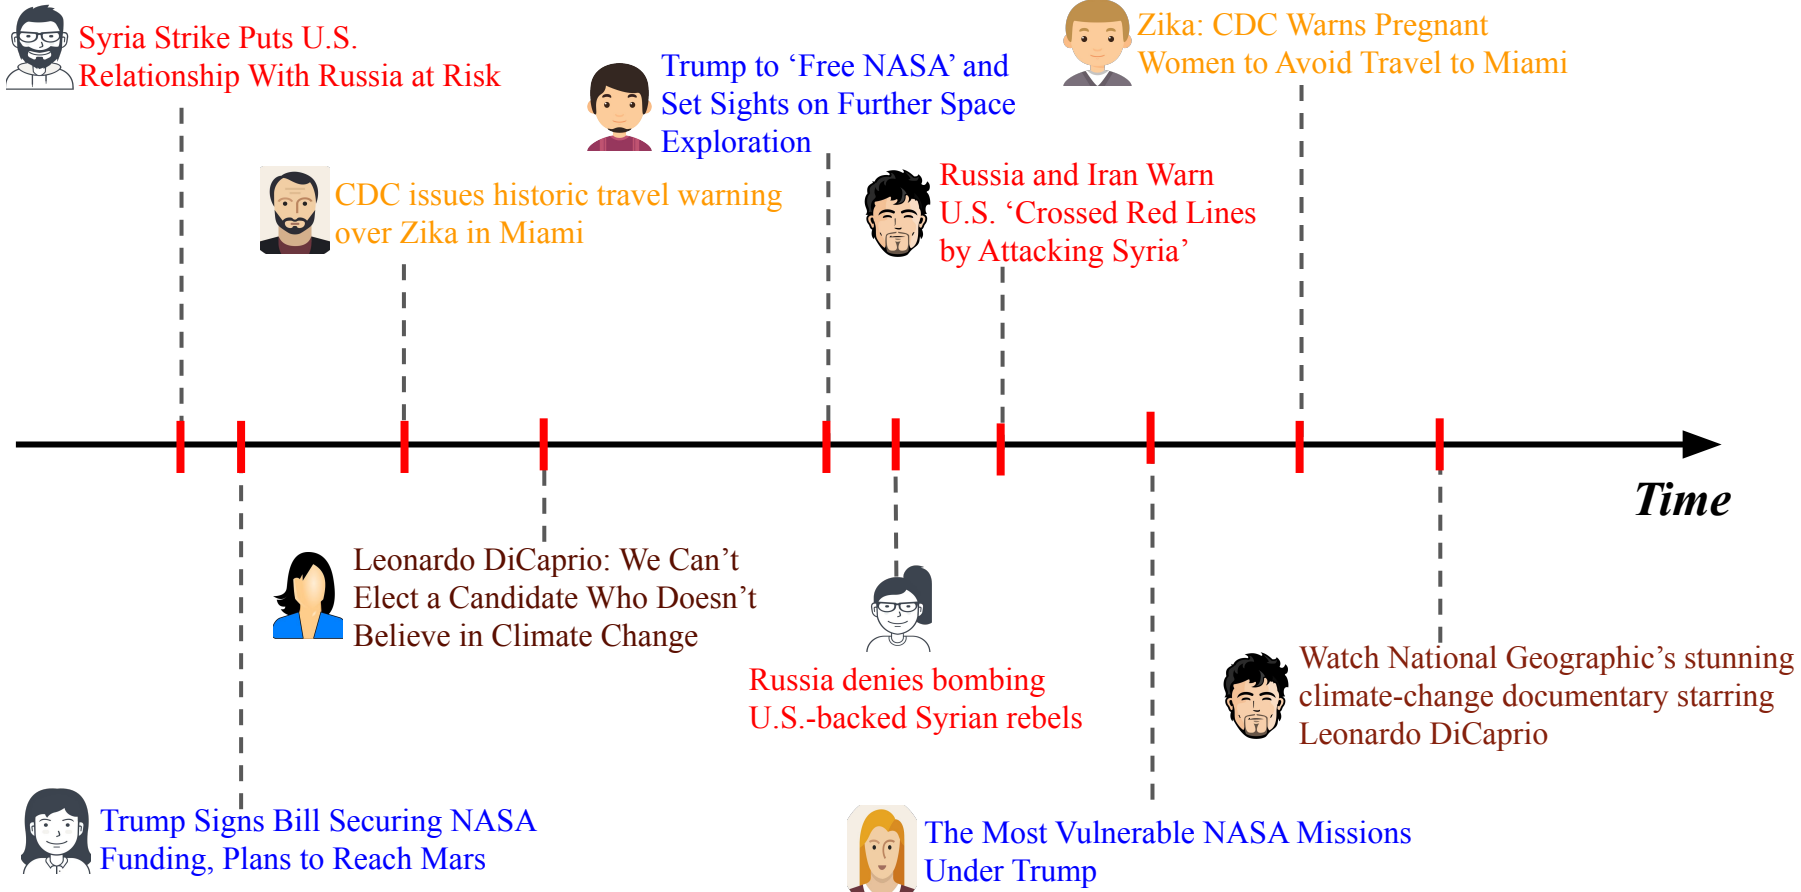 Syria Strike Puts U.S.
Relationship With Russia at Risk
Trump to ‘Free NASA’ and
Set Sights on Further Space
Exploration
Zika: CDC Warns Pregnant
Women to Avoid Travel to Miami
CDC issues historic travel warning
over Zika in Miami
Russia and Iran Warn
U.S. ‘Crossed Red Lines
by Attacking Syria’
Time
Leonardo DiCaprio: We Can’t
Elect a Candidate Who Doesn’t
Believe in Climate Change
Russia denies bombing
U.S.-backed Syrian rebels
Watch National Geographic’s stunning
climate-change documentary starring
Leonardo DiCaprio
Trump Signs Bill Securing NASA
Funding, Plans to Reach Mars
The Most Vulnerable NASA Missions
Under Trump